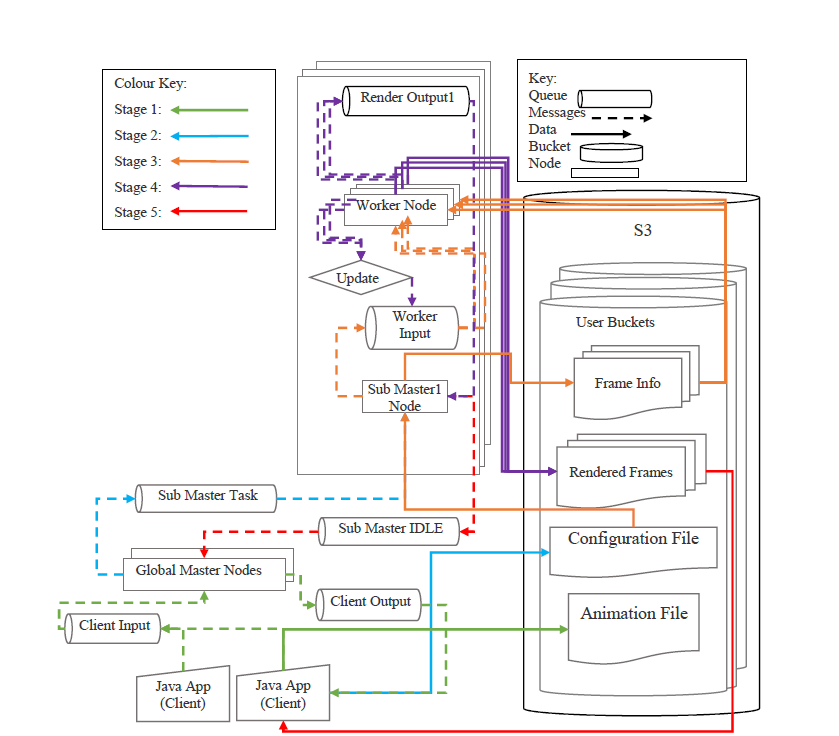 Colour Key:
Stage 1:
Stage 2:
Stage 3:
Stage 4:
Stage 5:
Render Output1
Worker Node
Update
Worker
Input
Sub Master1
Node
Key:
Queue
Messages
Data
Bucket
Node
S3
User Buckets
Frame Info
Rendered Frames
Configuration File
Animation File
Sub Master Task
Sub Master IDLE
Global Master Nodes
Client Output
Client Input
Java App
(Client)
Java App
(Client)